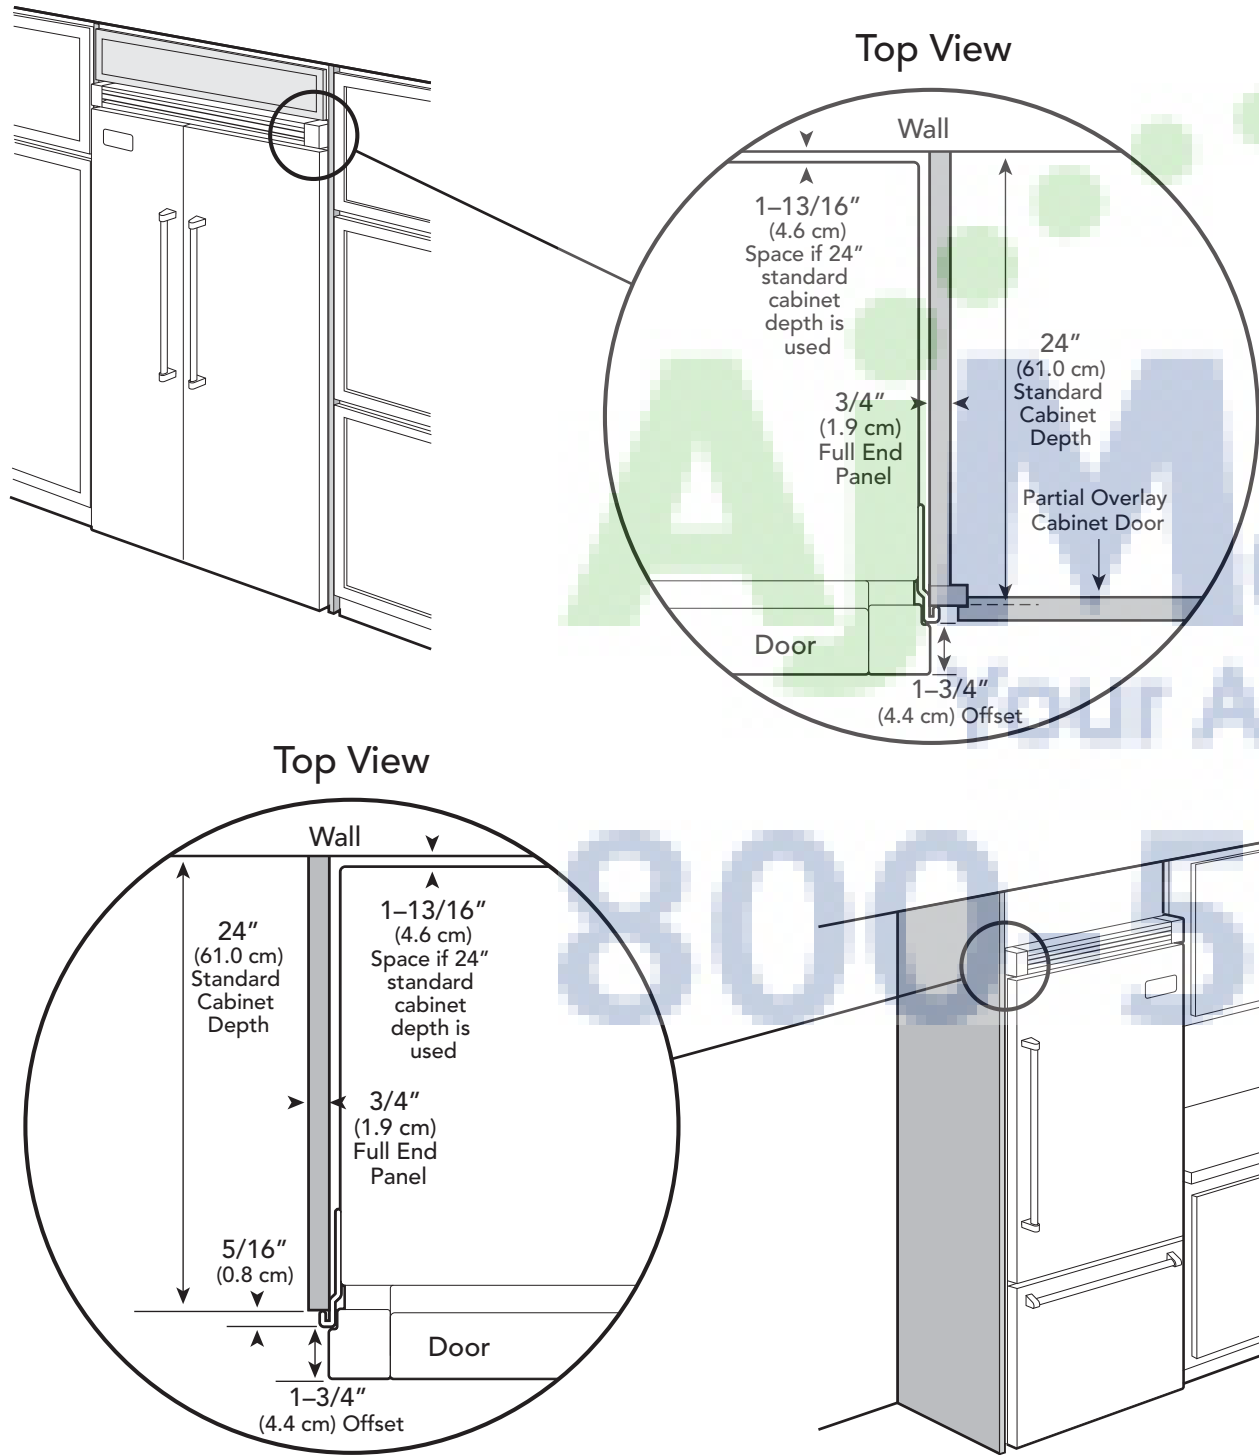 Top View
Wall
1–13/16"
(4.6 cm)
Space if 24"
standard
cabinet
depth is
used
24"
(61.0 cm)
Standard
Cabinet
Depth
3/4"
(1.9 cm)
Full End
Panel
Partial Overlay
Cabinet Door
Door
1–3/4"
(4.4 cm) Offset
AJM
Your A
Top View
Wall
24"
(61.0 cm)
Standard
Cabinet
Depth
1–13/16"
(4.6 cm)
Space if 24"
standard
cabinet
depth is
used
3/4"
(1.9 cm)
Full End
Panel
5/16"
(0.8 cm)
Door
1–3/4"
(4.4 cm) Offset
800-5